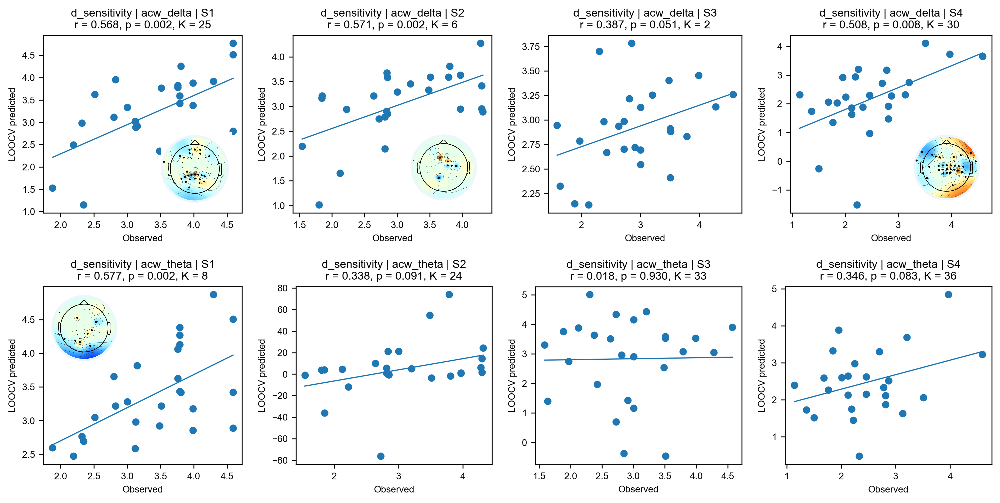 d_sensitivity | acw_delta | S1
r = 0.568, p = 0.002, K = 25
LOOCV predicted
4.5
4.0
3.5
3.0
2.5
2.0
1.5
1.0
2.0 2.5 3.0 3.5 4.0 4.5
Observed
d_sensitivity | acw_delta | S2
r = 0.571, p = 0.002, K = 6
LOOCV predicted
4.0
3.5
3.0
2.5
2.0
1.5
1.0
1.5 2.0 2.5 3.0 3.5 4.0
Observed
d_sensitivity | acw_delta | S3
r = 0.387, p = 0.051, K = 2
LOOCV predicted
3.75
3.50
3.25
3.00
2.75
2.50
2.25
2 3 4
Observed
d_sensitivity | acw_delta | S4
r = 0.508, p = 0.008, K = 30
LOOCV predicted
4
3
2
1
0
−1
1 2 3 4
Observed
d_sensitivity | acw_theta | S1
r = 0.577, p = 0.002, K = 8
LOOCV predicted
4.5
4.0
3.5
3.0
2.5
2.0 2.5 3.0 3.5 4.0 4.5
Observed
d_sensitivity | acw_theta | S2
r = 0.338, p = 0.091, K = 24
LOOCV predicted
80
60
40
20
0
−20
−40
−60
−80
2 3 4
Observed
d_sensitivity | acw_theta | S3
r = 0.018, p = 0.930, K = 33
LOOCV predicted
5
4
3
2
1
0
1.5 2.0 2.5 3.0 3.5 4.0 4.5
Observed
d_sensitivity | acw_theta | S4
r = 0.346, p = 0.083, K = 36
LOOCV predicted
5
4
3
2
1
1 2 3 4
Observed